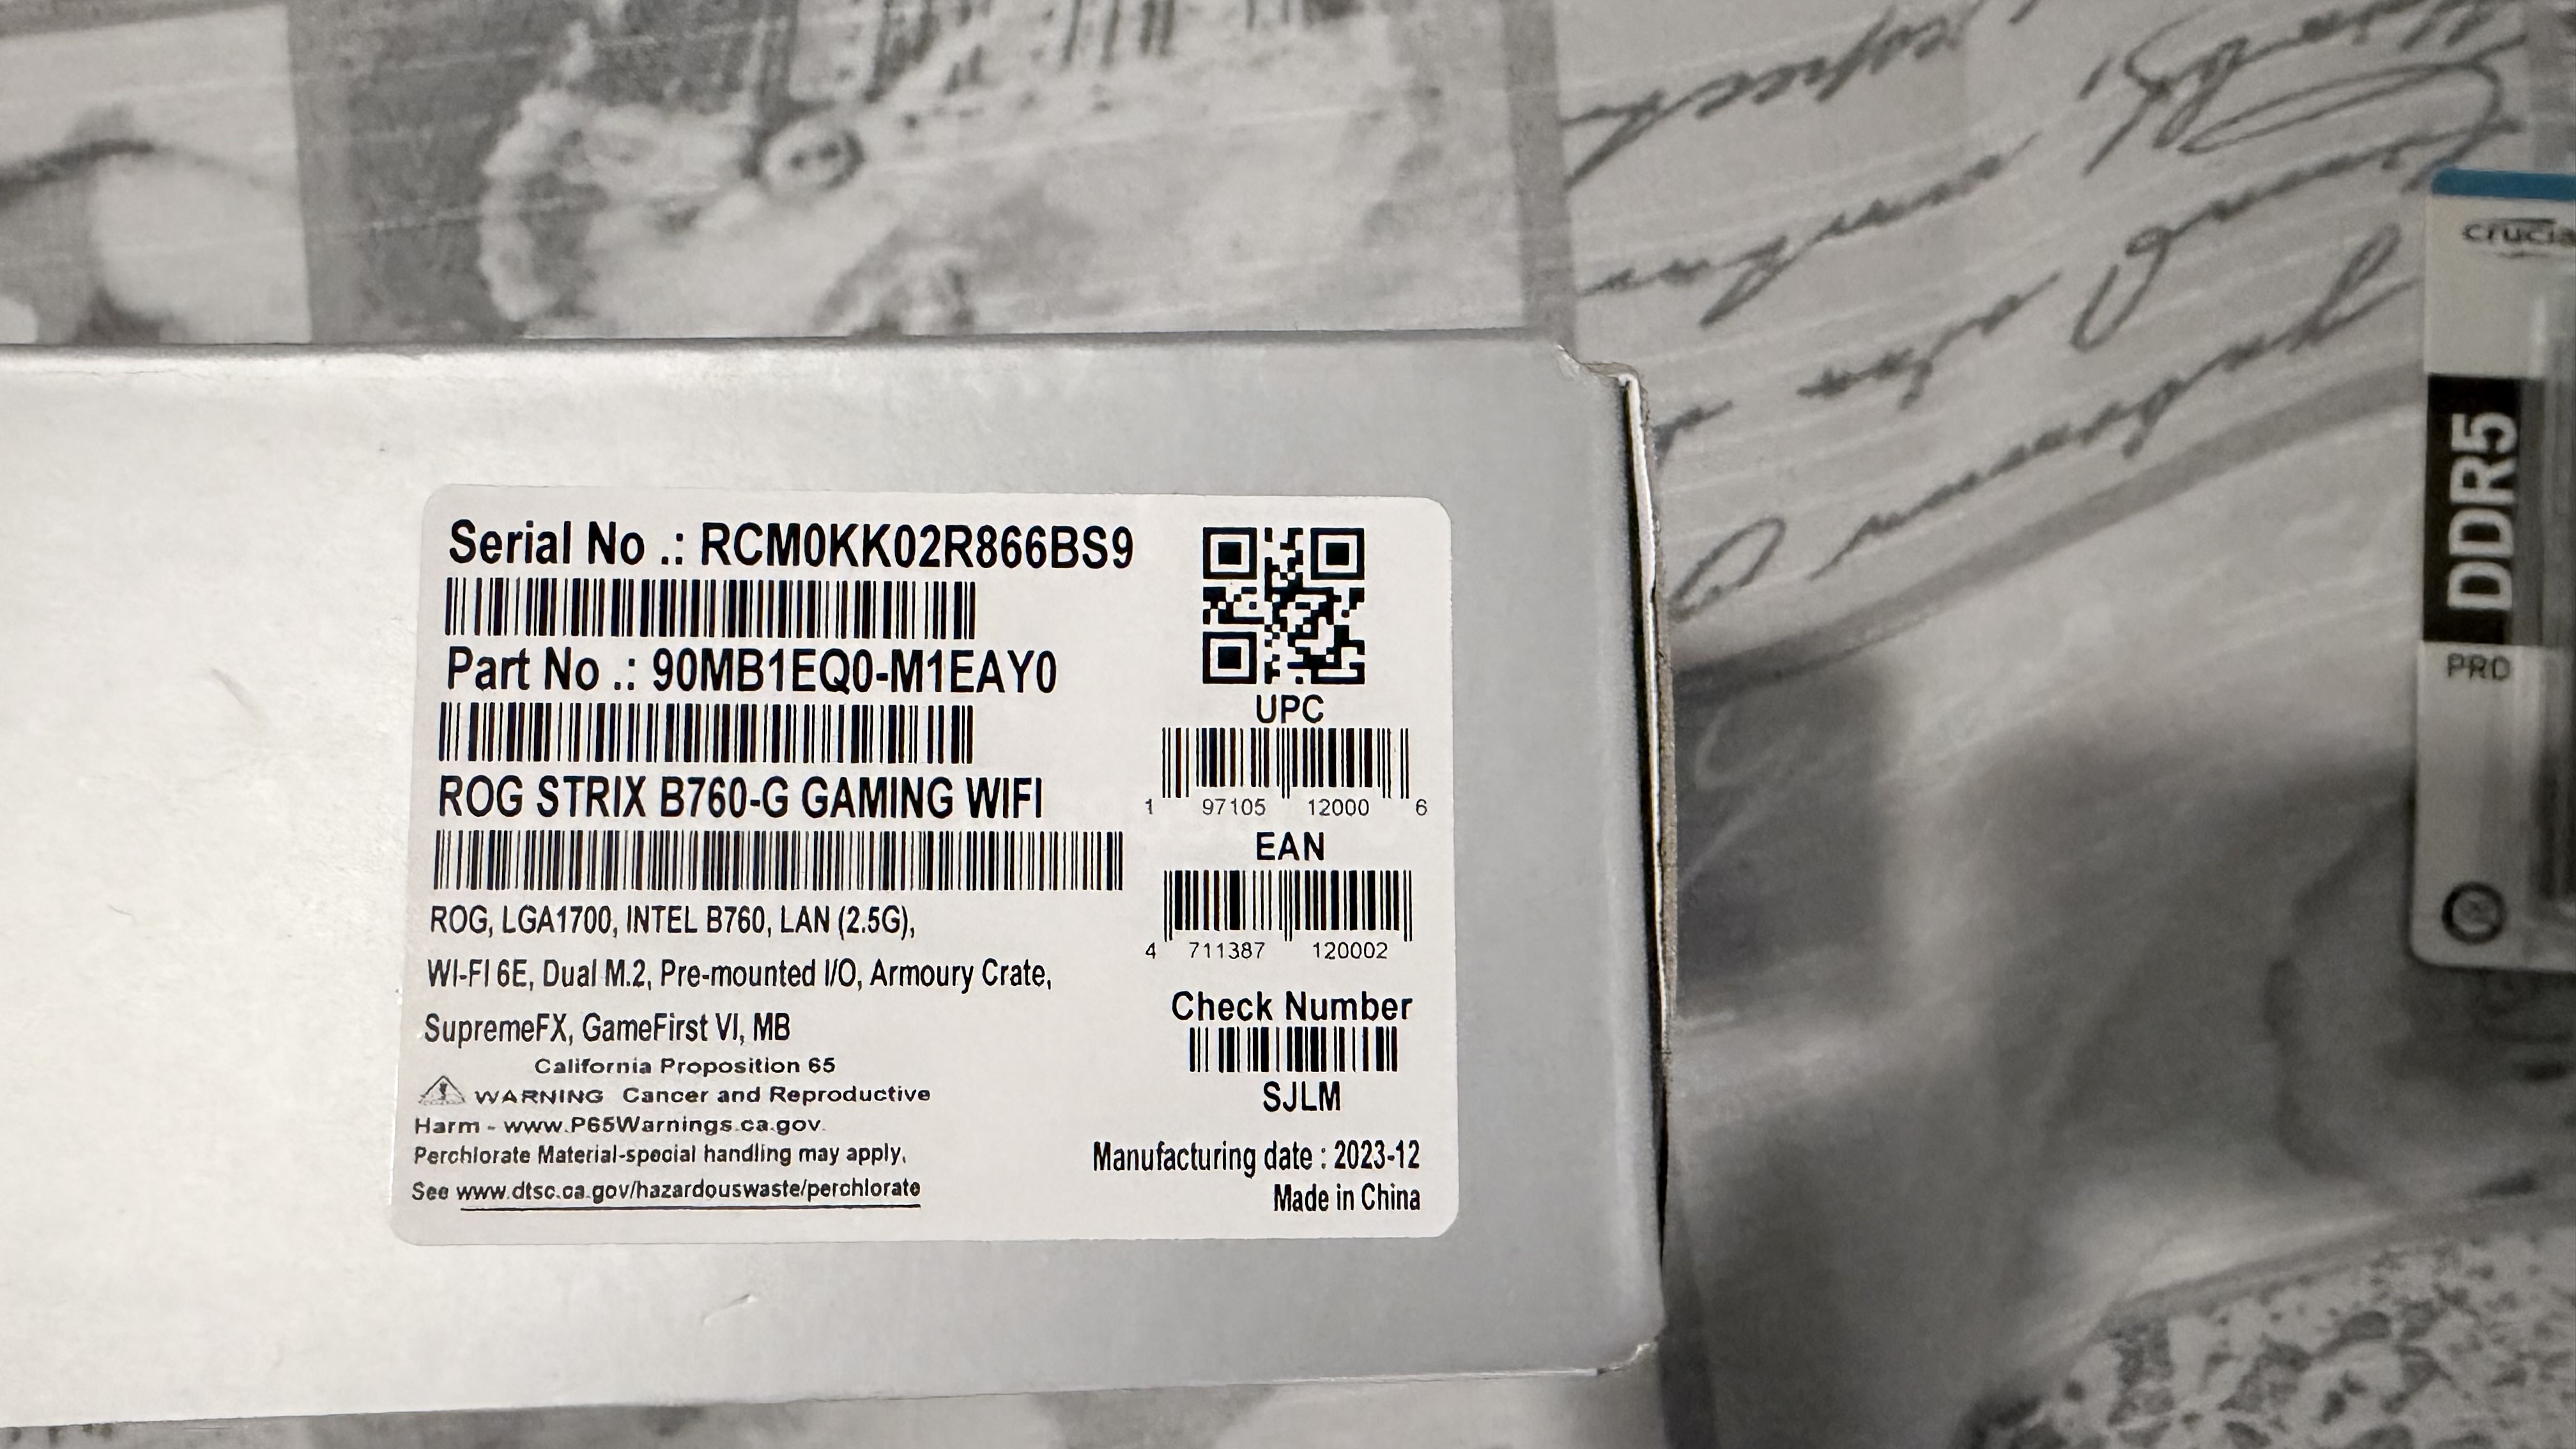 Serial No .: RCM0KK02R866BS9
Part No .: 90MB1EQ0-M1EAY0
ROG STRIX B760-G GAMING WIFI
ROG, LGA1700, INTEL B760, LAN (2.5G),
WI-FI 6E, Dual M.2, Pre-mounted I/O, Armoury Crate,
SupremeFX, GameFirst VI, MB
California Proposition 65
WARNING Cancer and Reproductive
Harm - www.P65Warnings.ca.gov.
Perchlorate Material-special handling may apply.
See www.dtsc.ca.gov/hazardouswaste/perchlorate
UPC
1 97105 12000 6
EAN
4 711387 120002
Check Number
SJLM
Manufacturing date : 2023-12
Made in China
DDR5
PRO